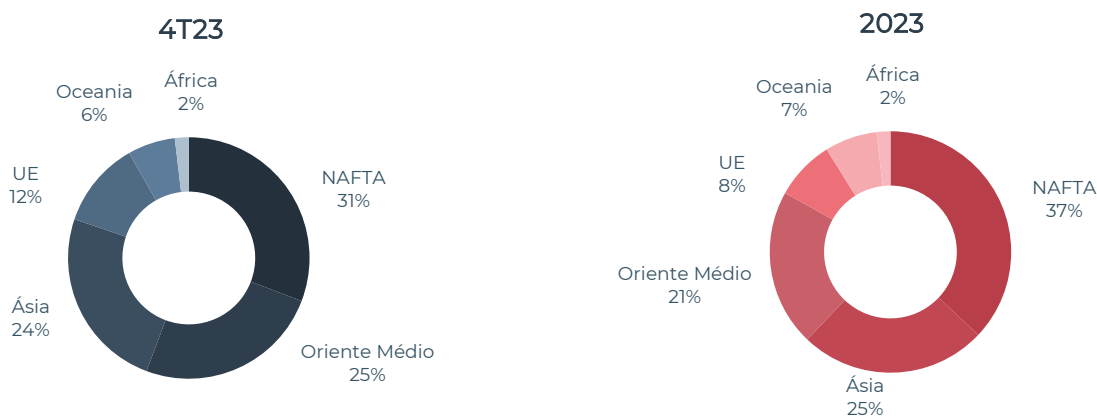 4T23
África
2%
Oceania
6%
UE
12%
NAFTA
31%
Ásia
24%
Oriente Médio
25%
2023
África
2%
Oceania
7%
UE
8%
NAFTA
37%
Oriente Médio
21%
Ásia
25%